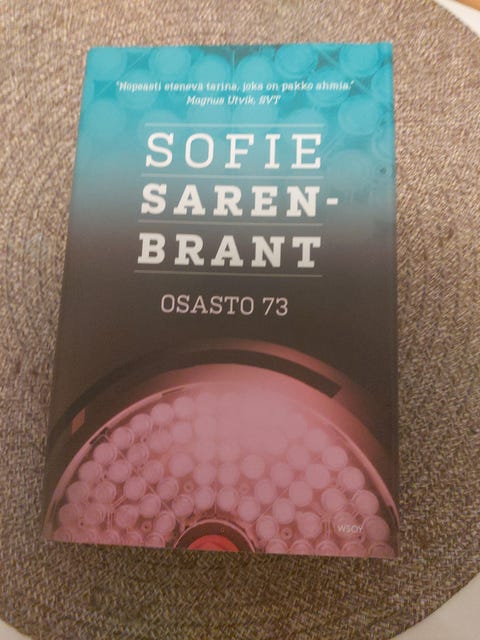 "Nopeasti etenevä tarina, joka on pakko ahmia."
Magnus Utvik, SVT
SOFIE
SAREN-
BRANT
OSASTO 73
WSOY